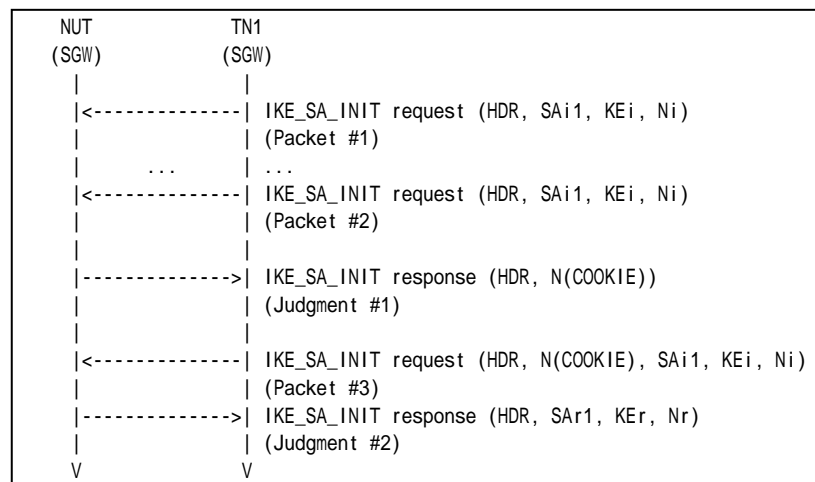 NUT TN1
(SGW) (SGW)
| |
|<--------------| IKE_SA_INIT request (HDR, SAi1, KEi, Ni)
| | (Packet #1)
| ... | ...
|<--------------| IKE_SA_INIT request (HDR, SAi1, KEi, Ni)
| | (Packet #2)
| |
|-------------->| IKE_SA_INIT response (HDR, N(COOKIE))
| | (Judgment #1)
| |
|<--------------| IKE_SA_INIT request (HDR, N(COOKIE), SAi1, KEi, Ni)
| | (Packet #3)
|-------------->| IKE_SA_INIT response (HDR, SAr1, KEr, Nr)
| | (Judgment #2)
V V